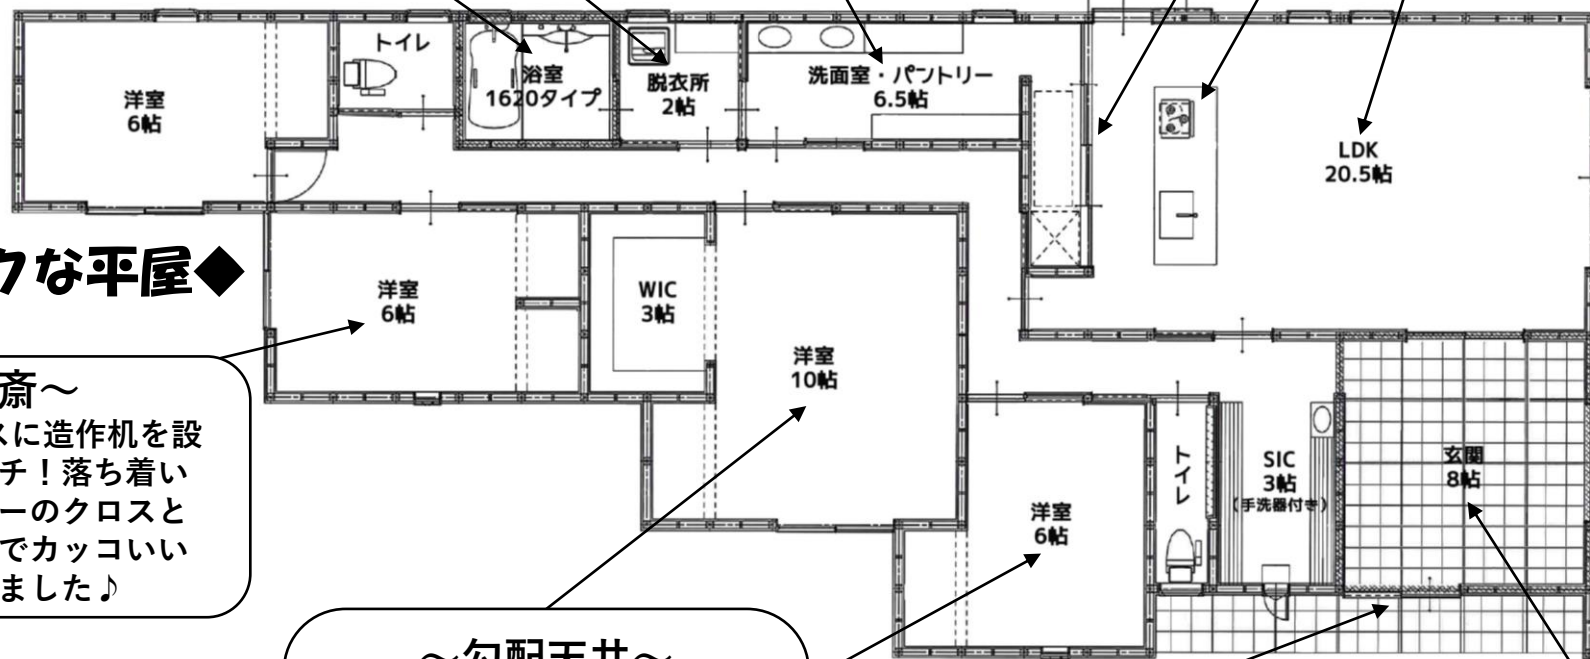 トイレ
洋室
6帖
浴室
1620タイプ
脱衣所
2帖
洗面室・パントリー
6.5帖
LDK
20.5帖
クな平屋◆
洋室
6帖
WIC
3帖
洋室
10帖
斎～
スに造作机を設
チ！落ち着い
ーのクロスと
でカッコいい
ました♪
洋室
6帖
トイレ
SIC
3帖
(手洗器付き)
玄関
8帖
～勾配天井～